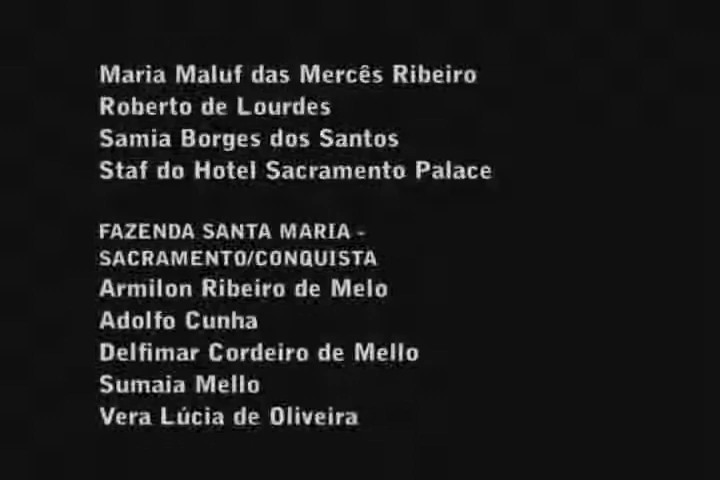 Maria Maluf das Mercês Ribeiro
Roberto de Lourdes
Samia Borges dos Santos
Staf do Hotel Sacramento Palace
FAZENDA SANTA MARIA -
SACRAMENTO/CONQUISTA
Armilon Ribeiro de Melo
Adolfo Cunha
Delfimar Cordeiro de Mello
Sumaia Mello
Vera Lúcia de Oliveira